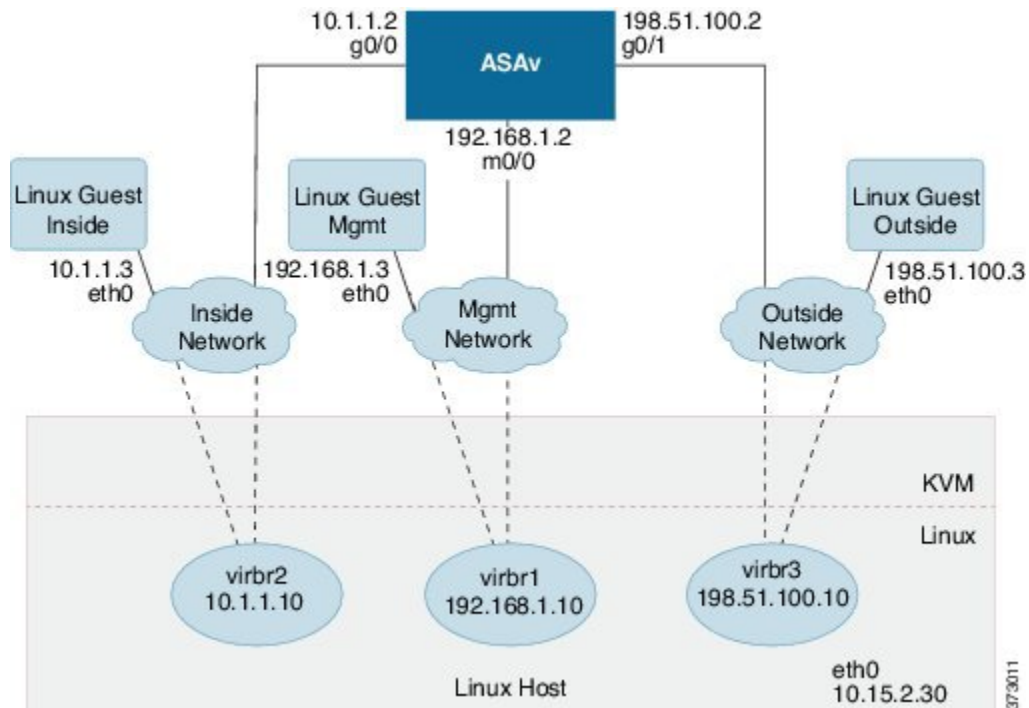 10.1.1.2
g0/0
ASAv
198.51.100.2
g0/1
192.168.1.2
m0/0
Linux Guest
Inside
Linux Guest
Mgmt
Linux Guest
Outside
10.1.1.3
eth0
192.168.1.3
eth0
198.51.100.3
eth0
Inside
Network
Mgmt
Network
Outside
Network
KVM
Linux
virbr2
10.1.1.10
virbr1
192.168.1.10
virbr3
198.51.100.10
Linux Host
eth0
10.15.2.30
373011